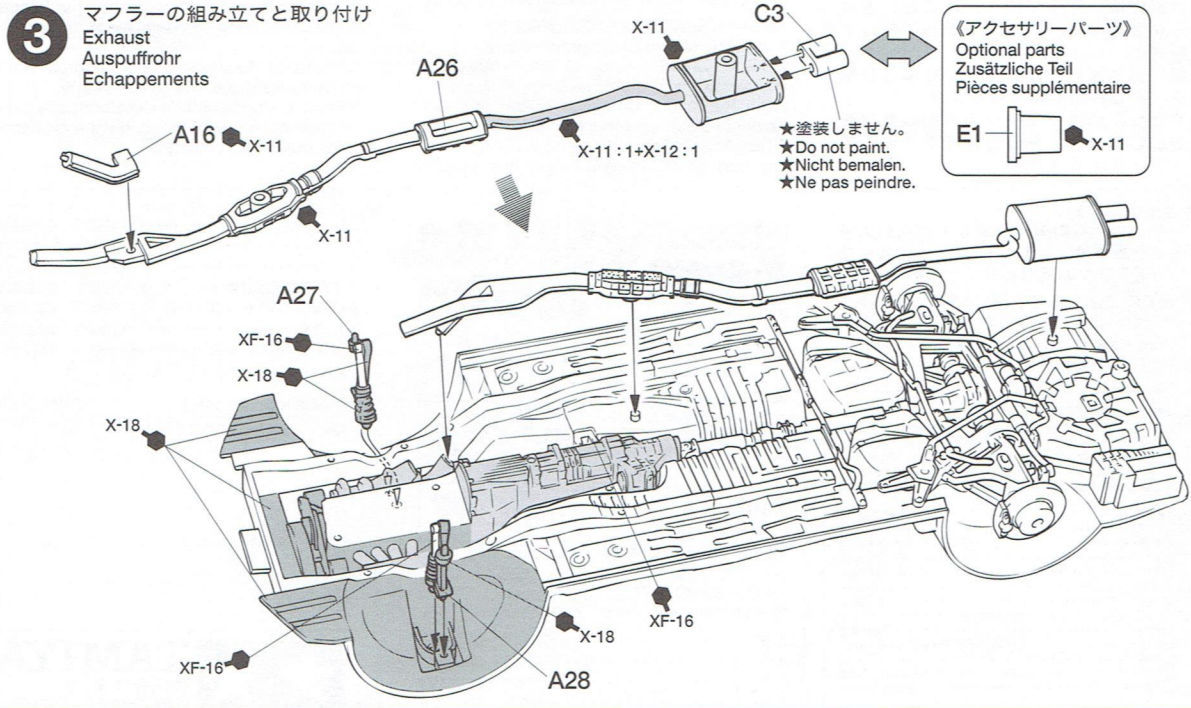 3
マフラーの組み立てと取り付け
Exhaust
Auspuffrohr
Echappements
A16
X-11
X-11
A26
X-11:1+X-12:1
X-11
C3
★塗装しません。
★Do not paint.
★Nicht bemalen.
★Ne pas peindre.
《アクセサリーパーツ》
Optional parts
Zusätzliche Teil
Pièces supplémentaire
E1
X-11
A27
XF-16
X-18
X-18
XF-16
X-18
XF-16
A28